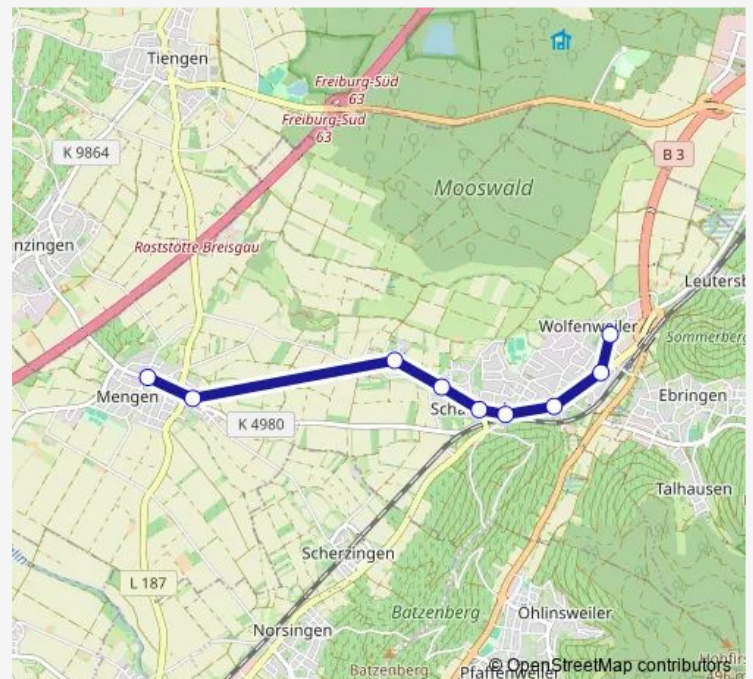 Tiengen
Freiburg-Süd
63
Freiburg-Süd
63
K 9864
B 3
Mooswald
nzingen
Raststätte Breisgau
Leutersb
Wolfenweiler
Sommerberg
Mengen
Scha
Ebringen
K 4980
Talhausen
Scherzingen
L 187
Batzenberg
Öhlinsweiler
Norsingen
Batzenberg
Pfaffenweiler
© OpenStreetMap contributors